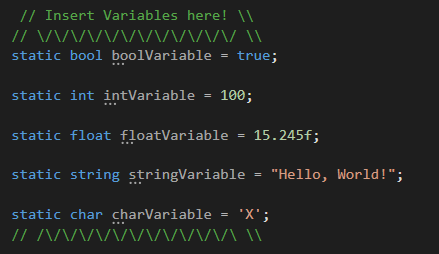 // Insert Variables here! \\
// \/\/\/\/\/\/\/\/\/\/\/\/ \\
static bool boolVariable = true;
static int intVariable = 100;
static float floatVariable = 15.245f;
static string stringVariable = "Hello, World!";
static char charVariable = 'X';
// /\/\/\/\/\/\/\/\/\/\/\/\ \\